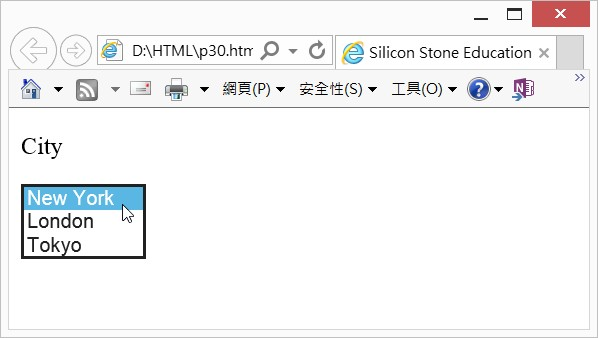 D:\HTML\p30.htm
Silicon Stone Education
網頁(P) 安全性(S) 工具(O)
City
New York
London
Tokyo